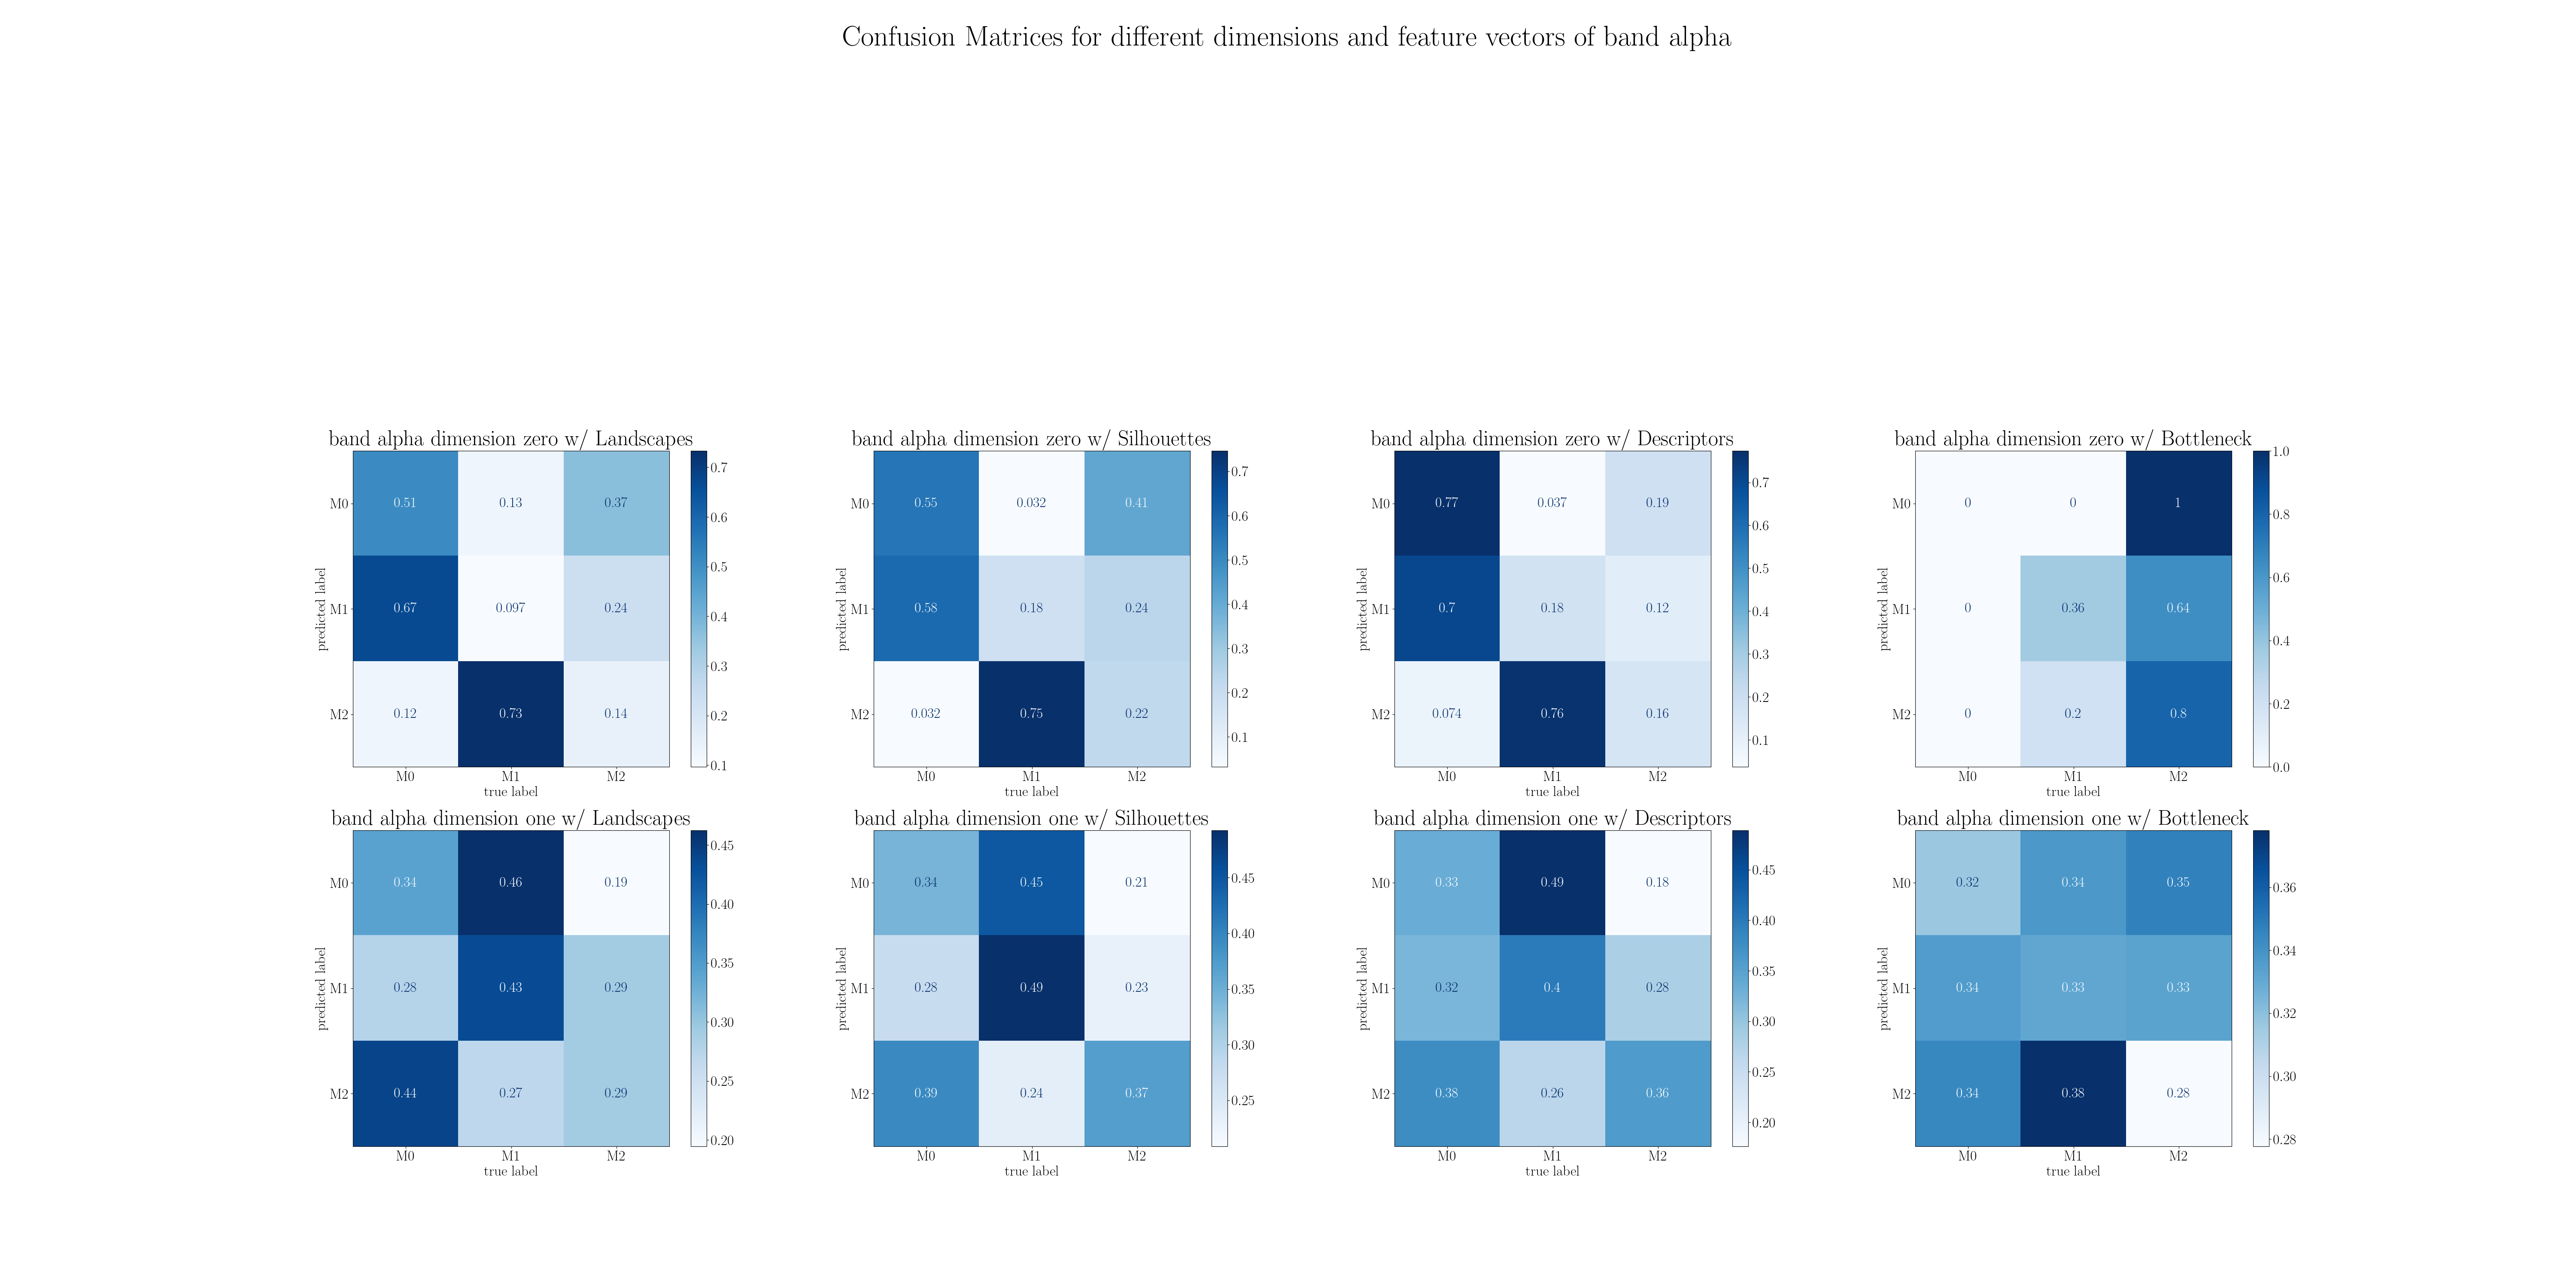 Confusion Matrices for different dimensions and feature vectors of band alpha
band alpha dimension zero w/ Landscapes
predicted label
M0 0.51 0.13 0.37
M1 0.67 0.097 0.24
M2 0.12 0.73 0.14
M0 M1 M2
true label
0.7
0.6
0.5
0.4
0.3
0.2
0.1
band alpha dimension zero w/ Silhouettes
predicted label
M0 0.55 0.032 0.41
M1 0.58 0.18 0.24
M2 0.032 0.75 0.22
M0 M1 M2
true label
0.7
0.6
0.5
0.4
0.3
0.2
0.1
band alpha dimension zero w/ Descriptors
predicted label
M0 0.77 0.037 0.19
M1 0.7 0.18 0.12
M2 0.074 0.76 0.16
M0 M1 M2
true label
0.7
0.6
0.5
0.4
0.3
0.2
0.1
band alpha dimension zero w/ Bottleneck
predicted label
M0 0 0 1
M1 0 0.36 0.64
M2 0 0.2 0.8
M0 M1 M2
true label
1.0
0.8
0.6
0.4
0.2
0.0
band alpha dimension one w/ Landscapes
predicted label
M0 0.34 0.46 0.19
M1 0.28 0.43 0.29
M2 0.44 0.27 0.29
M0 M1 M2
true label
0.45
0.40
0.35
0.30
0.25
0.20
band alpha dimension one w/ Silhouettes
predicted label
M0 0.34 0.45 0.21
M1 0.28 0.49 0.23
M2 0.39 0.24 0.37
M0 M1 M2
true label
0.45
0.40
0.35
0.30
0.25
band alpha dimension one w/ Descriptors
predicted label
M0 0.33 0.49 0.18
M1 0.32 0.4 0.28
M2 0.38 0.26 0.36
M0 M1 M2
true label
0.45
0.40
0.35
0.30
0.25
0.20
band alpha dimension one w/ Bottleneck
predicted label
M0 0.32 0.34 0.35
M1 0.34 0.33 0.33
M2 0.34 0.38 0.28
M0 M1 M2
true label
0.36
0.34
0.32
0.30
0.28